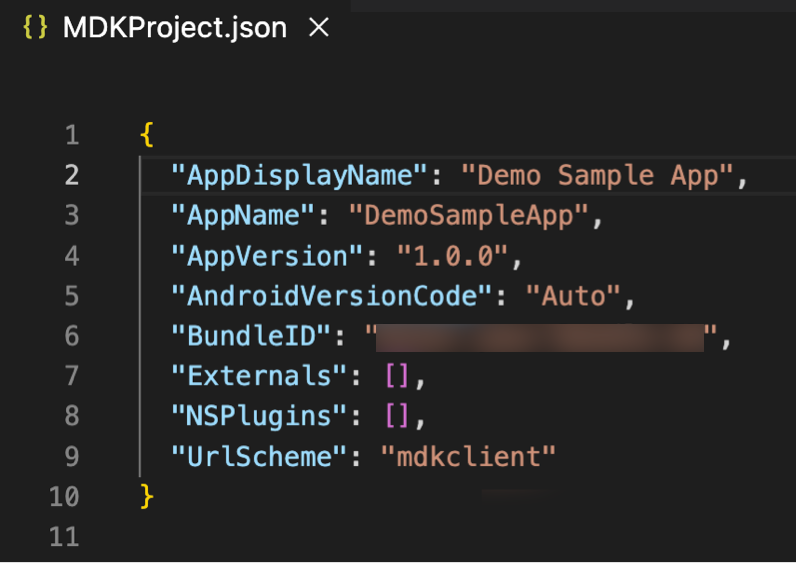 {} MDKProject.json ×
1 {
2 "AppDisplayName": "Demo Sample App",
3 "AppName": "DemoSampleApp",
4 "AppVersion": "1.0.0",
5 "AndroidVersionCode": "Auto",
6 "BundleID": "",
7 "Externals": [],
8 "NSPlugins": [],
9 "UrlScheme": "mdkclient"
10 }
11